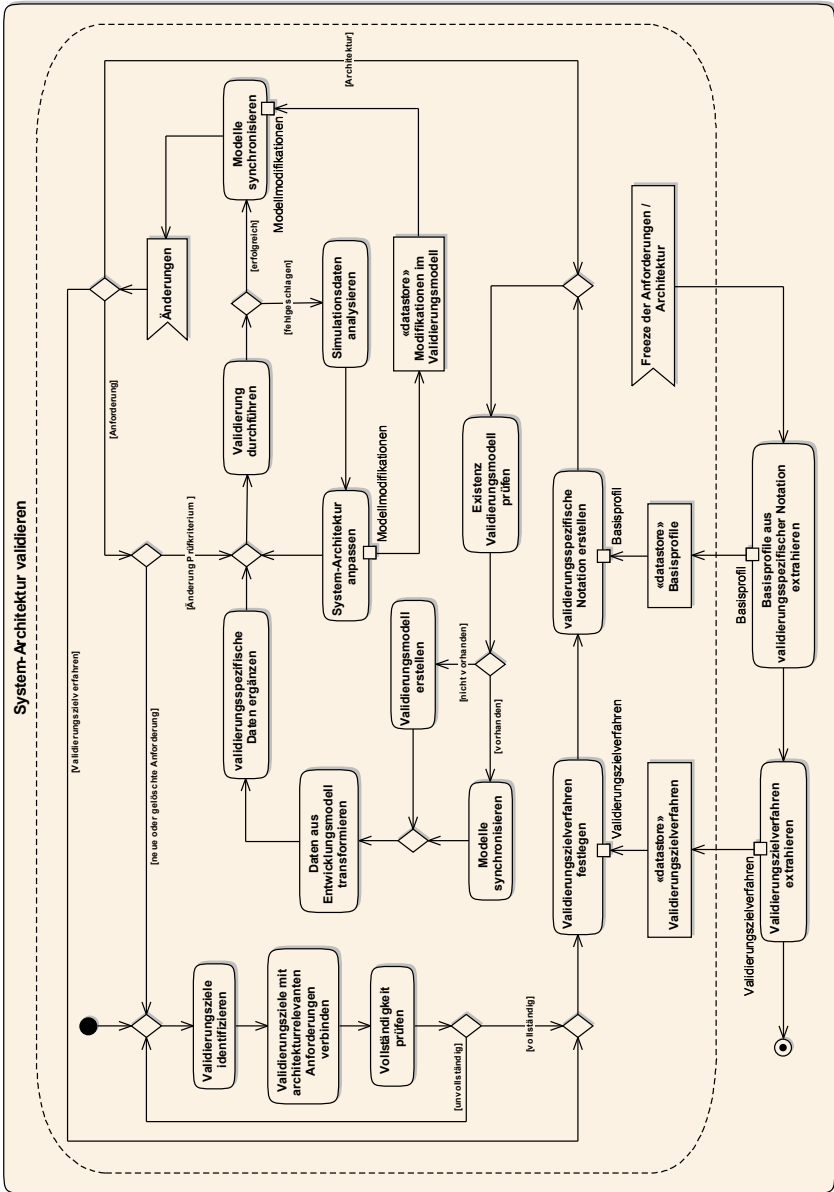 System-Architektur validieren
[Validierungszielverfahren]
[neue oder gelöschte Anforderung]
[Anforderung]
[Architektur]
Validierungsziele
identifizieren
Validierungsziele mit
architekturrelevanten
Anforderungen
verbinden
Vollständigkeit
prüfen
[unvollständig]
[vollständig]
Daten aus
Entwicklungsmodell
transformieren
validierungsspezifische
Daten ergänzen
[Änderung Prüfkriterium ]
Validierung
durchführen
[erfolgreich]
[fehlgeschlagen]
Änderungen
Modelle
synchronisieren
Modellmodifikationen
Simulationsdaten
analysieren
System-Architektur
anpassen
Modellmodifikationen
«datastore»
Modifikationen im
Validierungsmodell
Validierungsmodell
erstellen
[nicht vorhanden]
[vorhanden]
Modelle
synchronisieren
Existenz
Validierungsmodell
prüfen
Validierungszielverfahren
festlegen
Validierungszielverfahren
validierungsspezifische
Notation erstellen
Basisprofil
«datastore»
Validierungszielverfahren
«datastore»
Basisprofile
Freeze der Anforderungen /
Architektur
Validierungszielverfahren
Validierungszielverfahren
extrahieren
Basisprofil
Basisprofile aus
validierungsspezifischer Notation
extrahieren